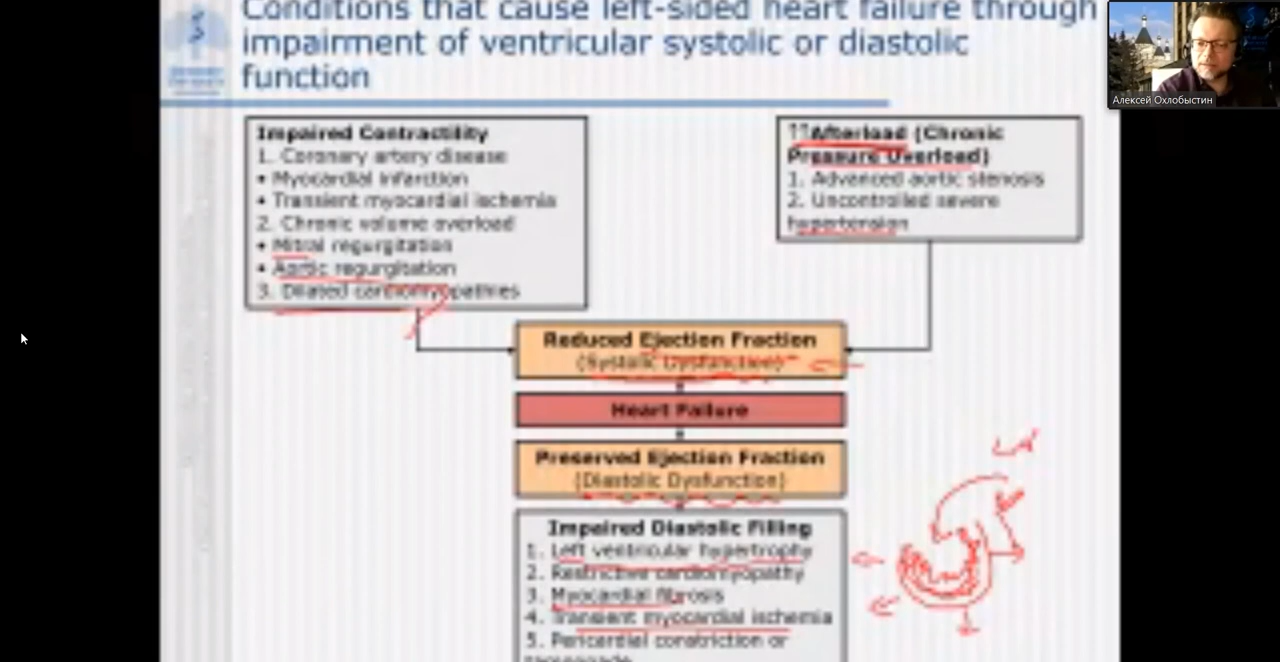 Conditions that cause left-sided heart failure through
impairment of ventricular systolic or diastolic
function
Алексей Охлобыстин
Impaired Contractility
1. Coronary artery disease
• Myocardial infarction
• Transient myocardial ischemia
2. Chronic volume overload
• Mitral regurgitation
• Aortic regurgitation
3. Dilated cardiomyopathies
↑↑Afterload (Chronic
Pressure Overload)
1. Advanced aortic stenosis
2. Uncontrolled severe
hypertension
Reduced Ejection Fraction
(Systolic Dysfunction)
Heart Failure
Preserved Ejection Fraction
(Diastolic Dysfunction)
Impaired Diastolic Filling
1. Left ventricular hypertrophy
2. Restrictive cardiomyopathy
3. Myocardial fibrosis
4. Transient myocardial ischemia
5. Pericardial constriction or